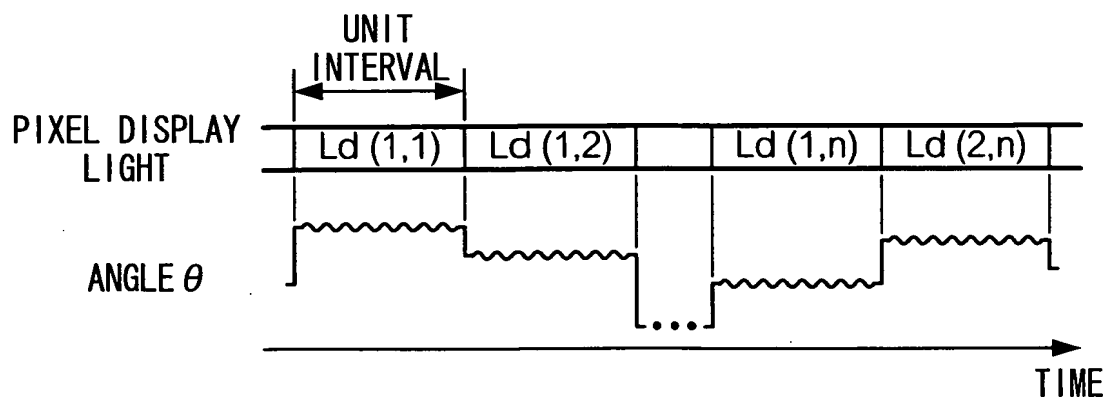 UNIT
INTERVAL
PIXEL DISPLAY
LIGHT
Ld (1,1) Ld (1,2) Ld (1,n) Ld (2,n)
ANGLE θ
TIME